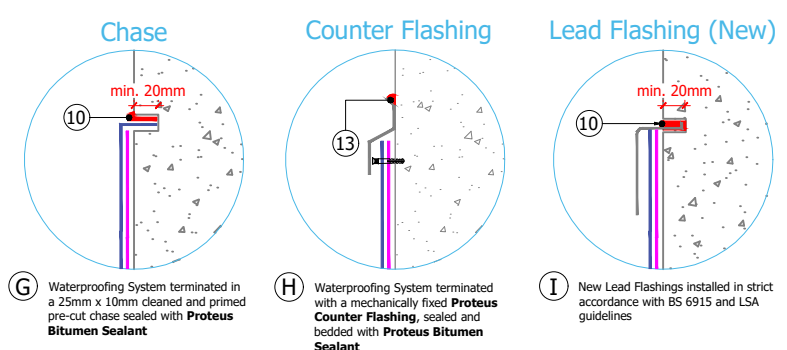 Chase
min. 20mm
10
G
Waterproofing System terminated in
a 25mm x 10mm cleaned and primed
pre-cut chase sealed with Proteus
Bitumen Sealant
Counter Flashing
13
H
Waterproofing System terminated
with a mechanically fixed Proteus
Counter Flashing, sealed and
bedded with Proteus Bitumen
Sealant
Lead Flashing (New)
min. 20mm
10
I
New Lead Flashings installed in strict
accordance with BS 6915 and LSA
guidelines